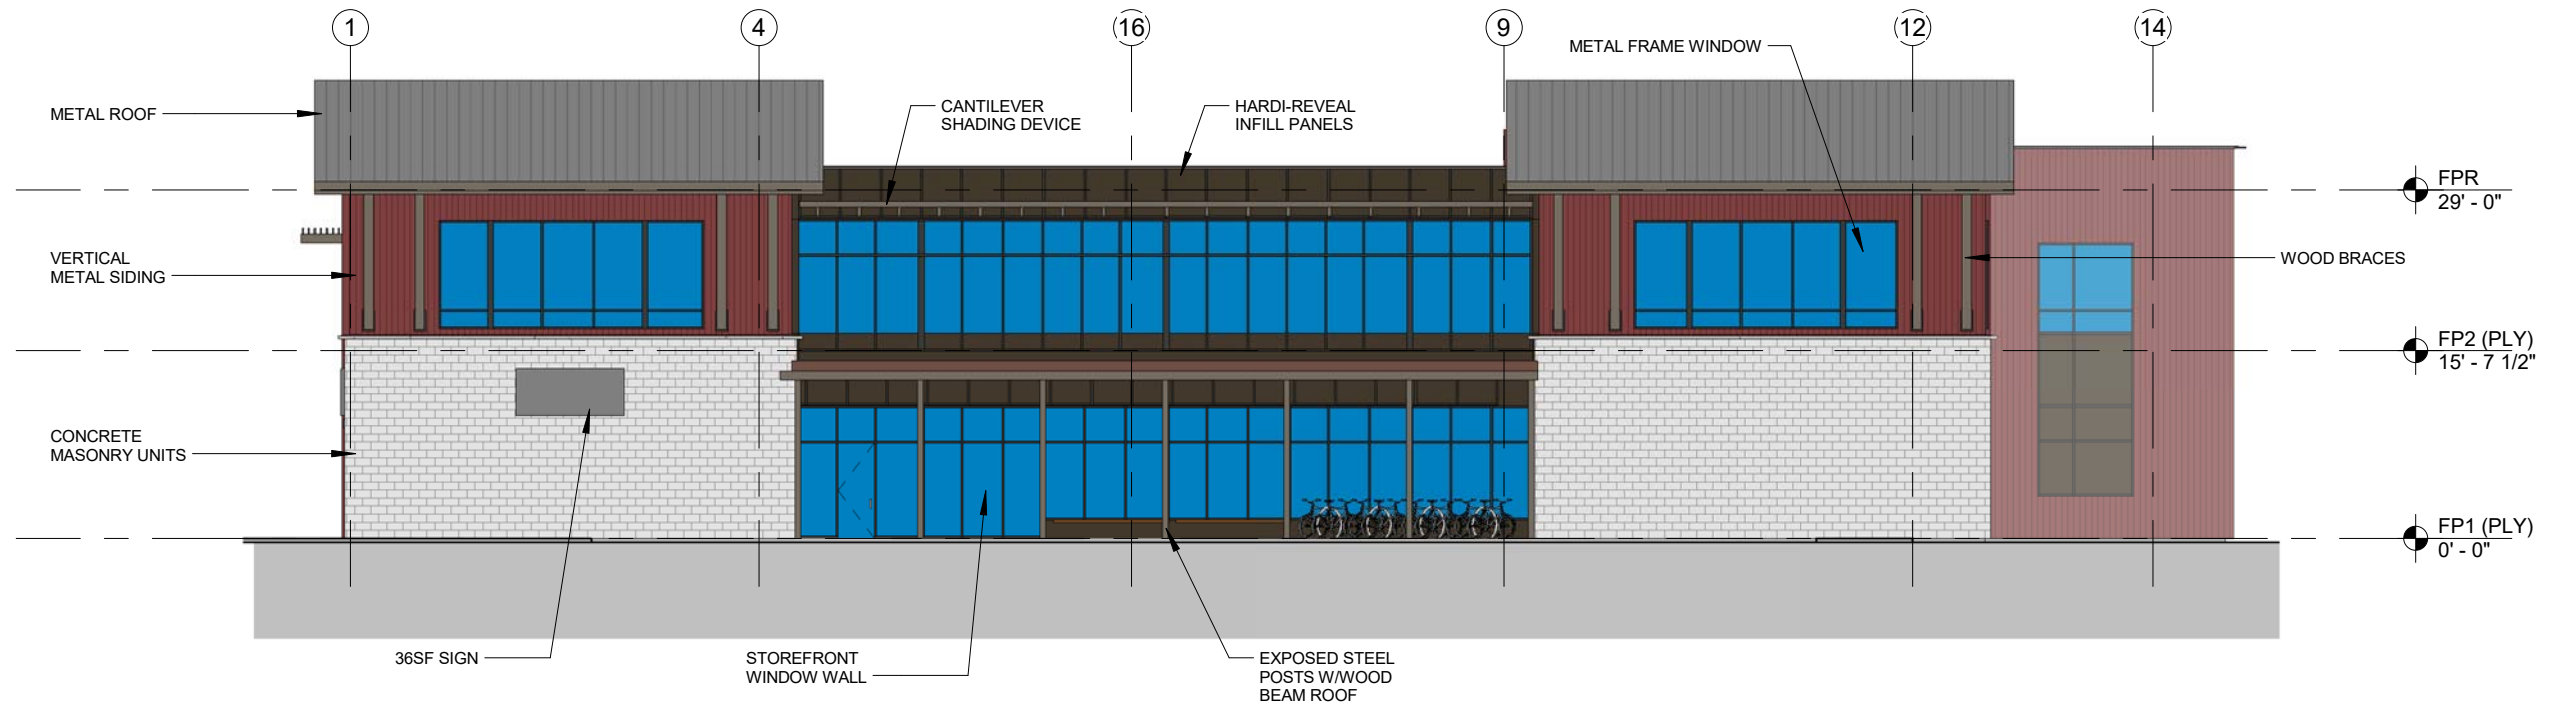 1
4
16
9
12
14
METAL FRAME WINDOW
METAL ROOF
CANTILEVER
SHADING DEVICE
HARDI-REVEAL
INFILL PANELS
FPR
29' - 0"
VERTICAL
METAL SIDING
WOOD BRACES
FP2 (PLY)
15' - 7 1/2"
CONCRETE
MASONRY UNITS
FP1 (PLY)
0' - 0"
36SF SIGN
STOREFRONT
WINDOW WALL
EXPOSED STEEL
POSTS W/WOOD
BEAM ROOF